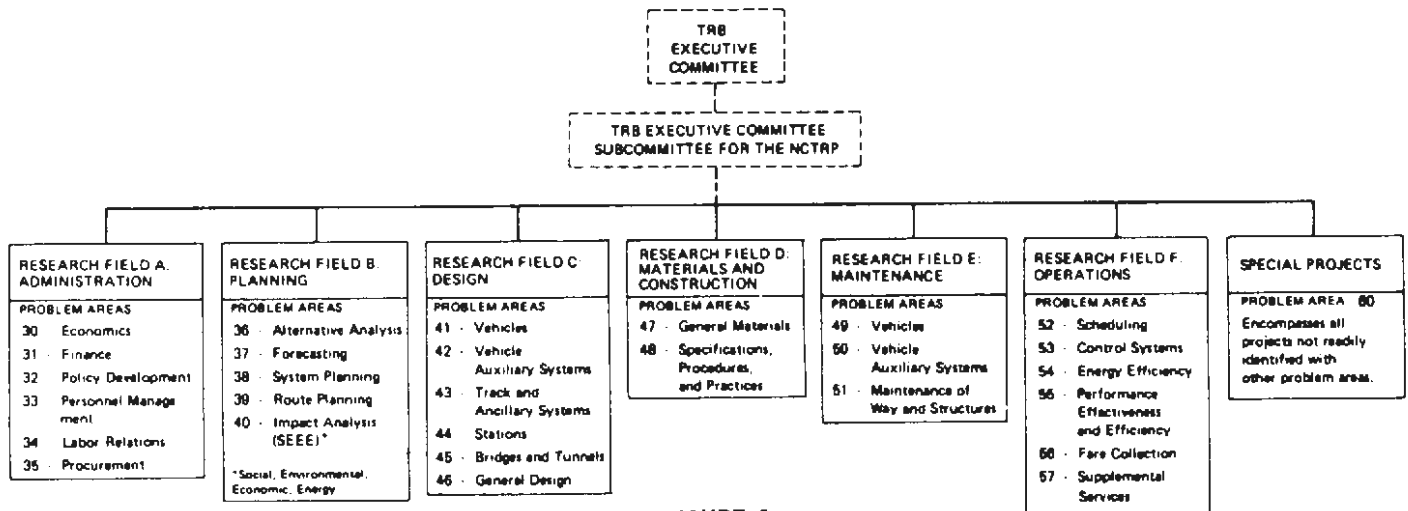 TRB
EXECUTIVE
COMMITTEE
TRB EXECUTIVE COMMITTEE
SUBCOMMITTEE FOR THE NCTRP
RESEARCH FIELD A:
ADMINISTRATION
PROBLEM AREAS
30 Economics
31 · Finance
32 Policy Development
33 · Personnel Manage
ment
34 Labor Relations
35 · Procurement
RESEARCH FIELD B:
PLANNING
PROBLEM AREAS
36 · Alternative Analysis
37 · Forecasting
38 · System Planning
39 · Route Planning
40 · Impact Analysis
(SEEE)*
*Social, Environmental,
Economic, Energy
RESEARCH FIELD C:
DESIGN
PROBLEM AREAS
41 · Vehicles
42 · Vehicle
Auxiliary Systems
43 · Track and
Ancillary Systems
44 Stations
45 · Bridges and Tunnels
46 · General Design
RESEARCH FIELD D:
MATERIALS AND
CONSTRUCTION
PROBLEM AREAS
47 · General Materials
48 · Specifications,
Procedures,
and Practices
RESEARCH FIELD E:
MAINTENANCE
PROBLEM AREAS
49 · Vehicles
50 · Vehicle
Auxiliary Systems
51 · Maintenance of
Way and Structures
RESEARCH FIELD F:
OPERATIONS
PROBLEM AREAS
52 · Scheduling
53 · Control Systems
54 · Energy Efficiency
55 · Performance
Effectiveness
and Efficiency
56 · Fare Collection
57 · Supplemental
Services
SPECIAL PROJECTS
PROBLEM AREA 60
Encompasses all
projects not readily
identified with
other problem areas.